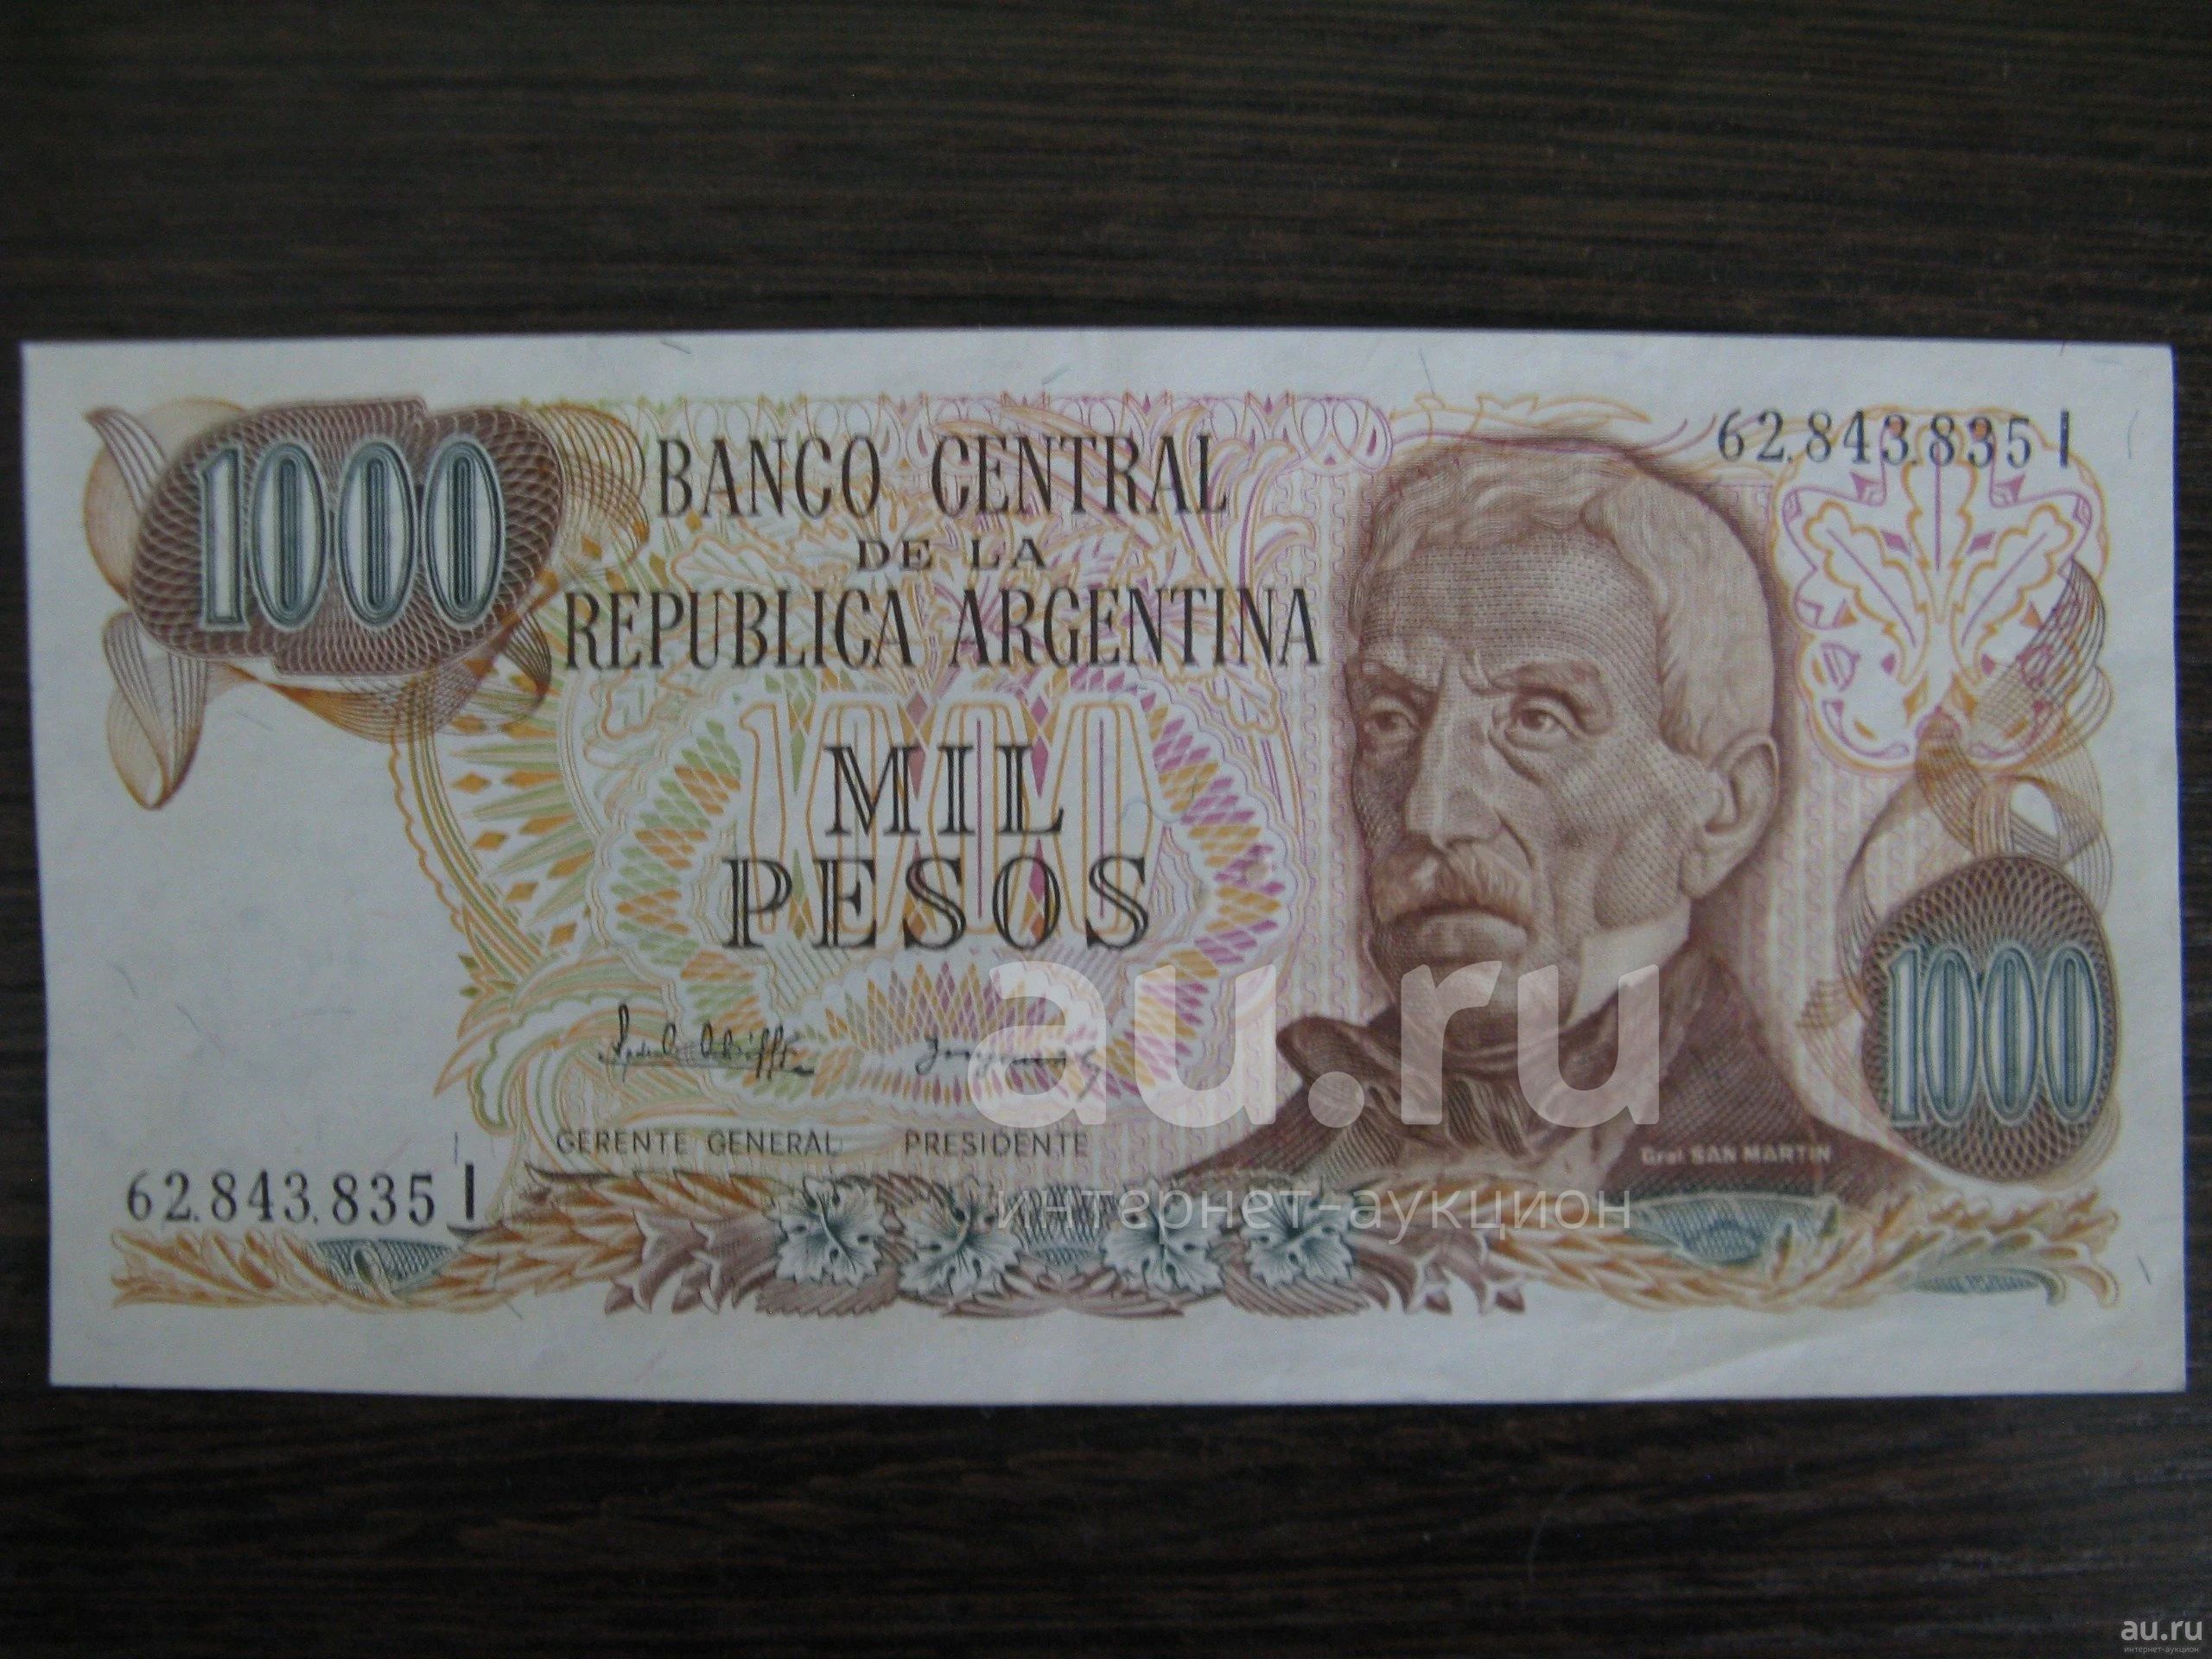 1000
BANCO CENTRAL
DE LA
REPUBLICA ARGENTINA
62.843.835 I
1000
MIL
PESOS
GERENTE GENERAL PRESIDENTE
Gral SAN MARTIN
1000
62.843.835 I
au.ru
интернет-аукцион
au.ru
интернет-аукцион